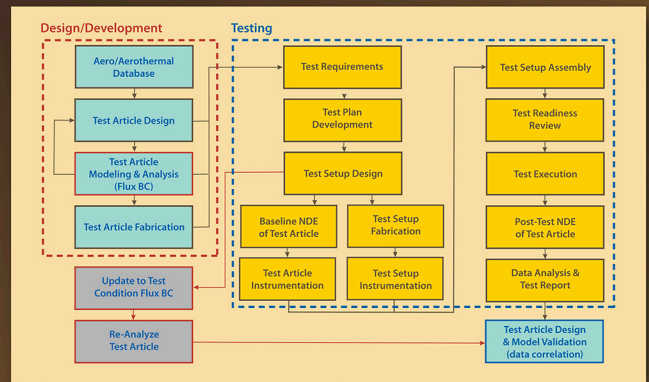 Design/Development
Aero/Aerothermal
Database
Test Article Design
Test Article
Modeling & Analysis
(Flux BC)
Test Article Fabrication
Update to Test
Condition Flux BC
Re-Analyze
Test Article
Testing
Test Requirements
Test Plan
Development
Test Setup Design
Baseline NDE
of Test Article
Test Setup
Fabrication
Test Article
Instrumentation
Test Setup
Instrumentation
Test Setup Assembly
Test Readiness
Review
Test Execution
Post-Test NDE
of Test Article
Data Analysis &
Test Report
Test Article Design
& Model Validation
(data correlation)